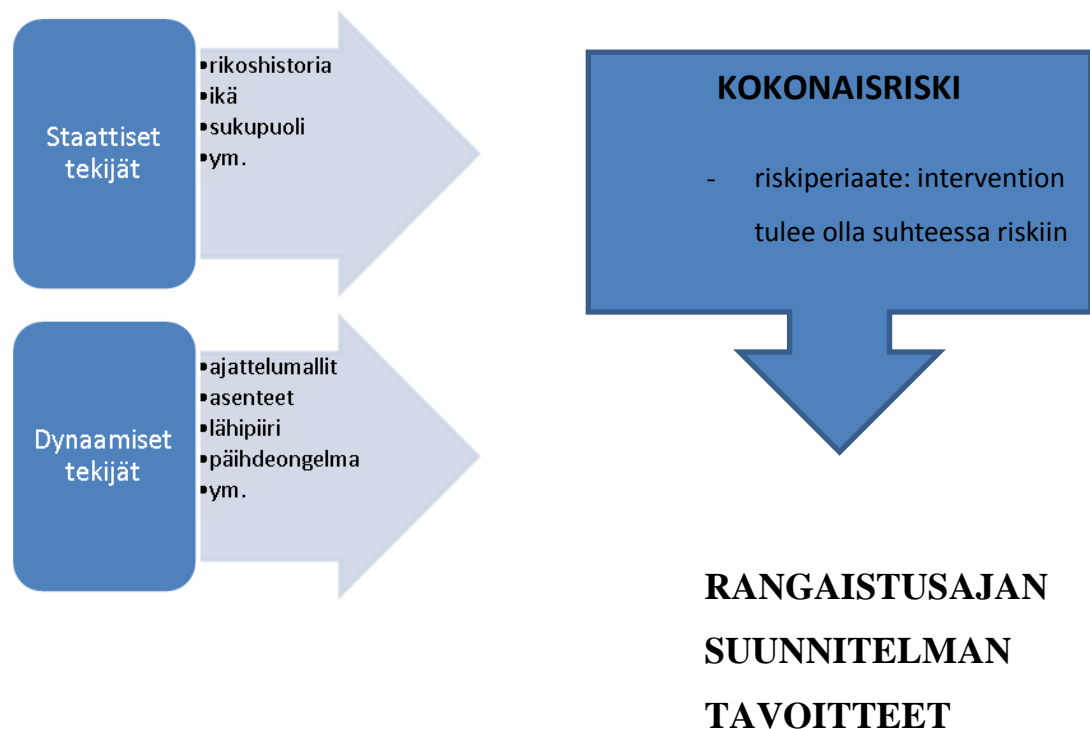 Staattiset
tekijät
•rikoshistoria
•ikä
•sukupuoli
•ym.
Dynaamiset
tekijät
•ajattelumallit
•asenteet
•lähipiiri
•päihdeongelma
•ym.
KOKONAISRISKI
- riskiperiaate: intervention
tulee olla suhteessa riskiin
RANGAISTUSAJAN
SUUNNITELMAN
TAVOITTEET